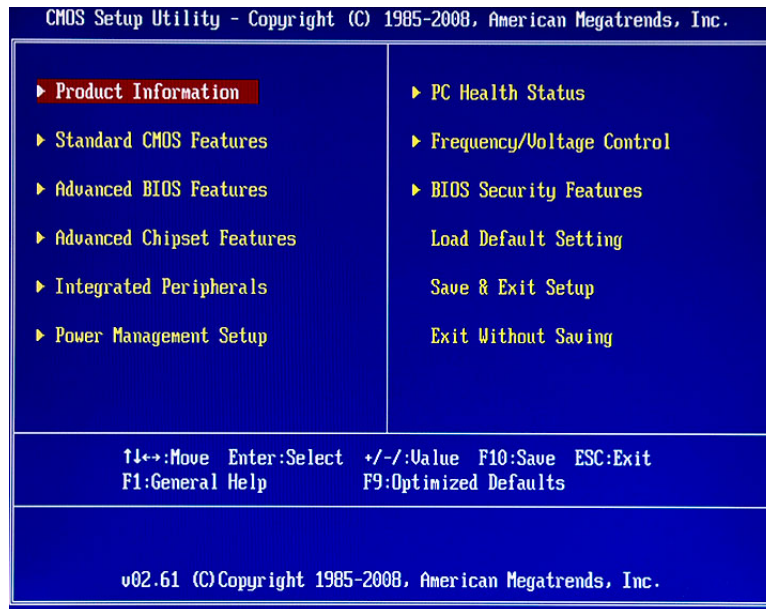 CMOS Setup Utility - Copyright (C) 1985-2008, American Megatrends, Inc.
Product Information
Standard CMOS Features
Advanced BIOS Features
Advanced Chipset Features
Integrated Peripherals
Power Management Setup
PC Health Status
Frequency/Voltage Control
BIOS Security Features
Load Default Setting
Save & Exit Setup
Exit Without Saving
↑↓←→:Move Enter:Select +/-/:Value F10:Save ESC:Exit
F1:General Help F9:Optimized Defaults
v02.61 (C)Copyright 1985-2008, American Megatrends, Inc.